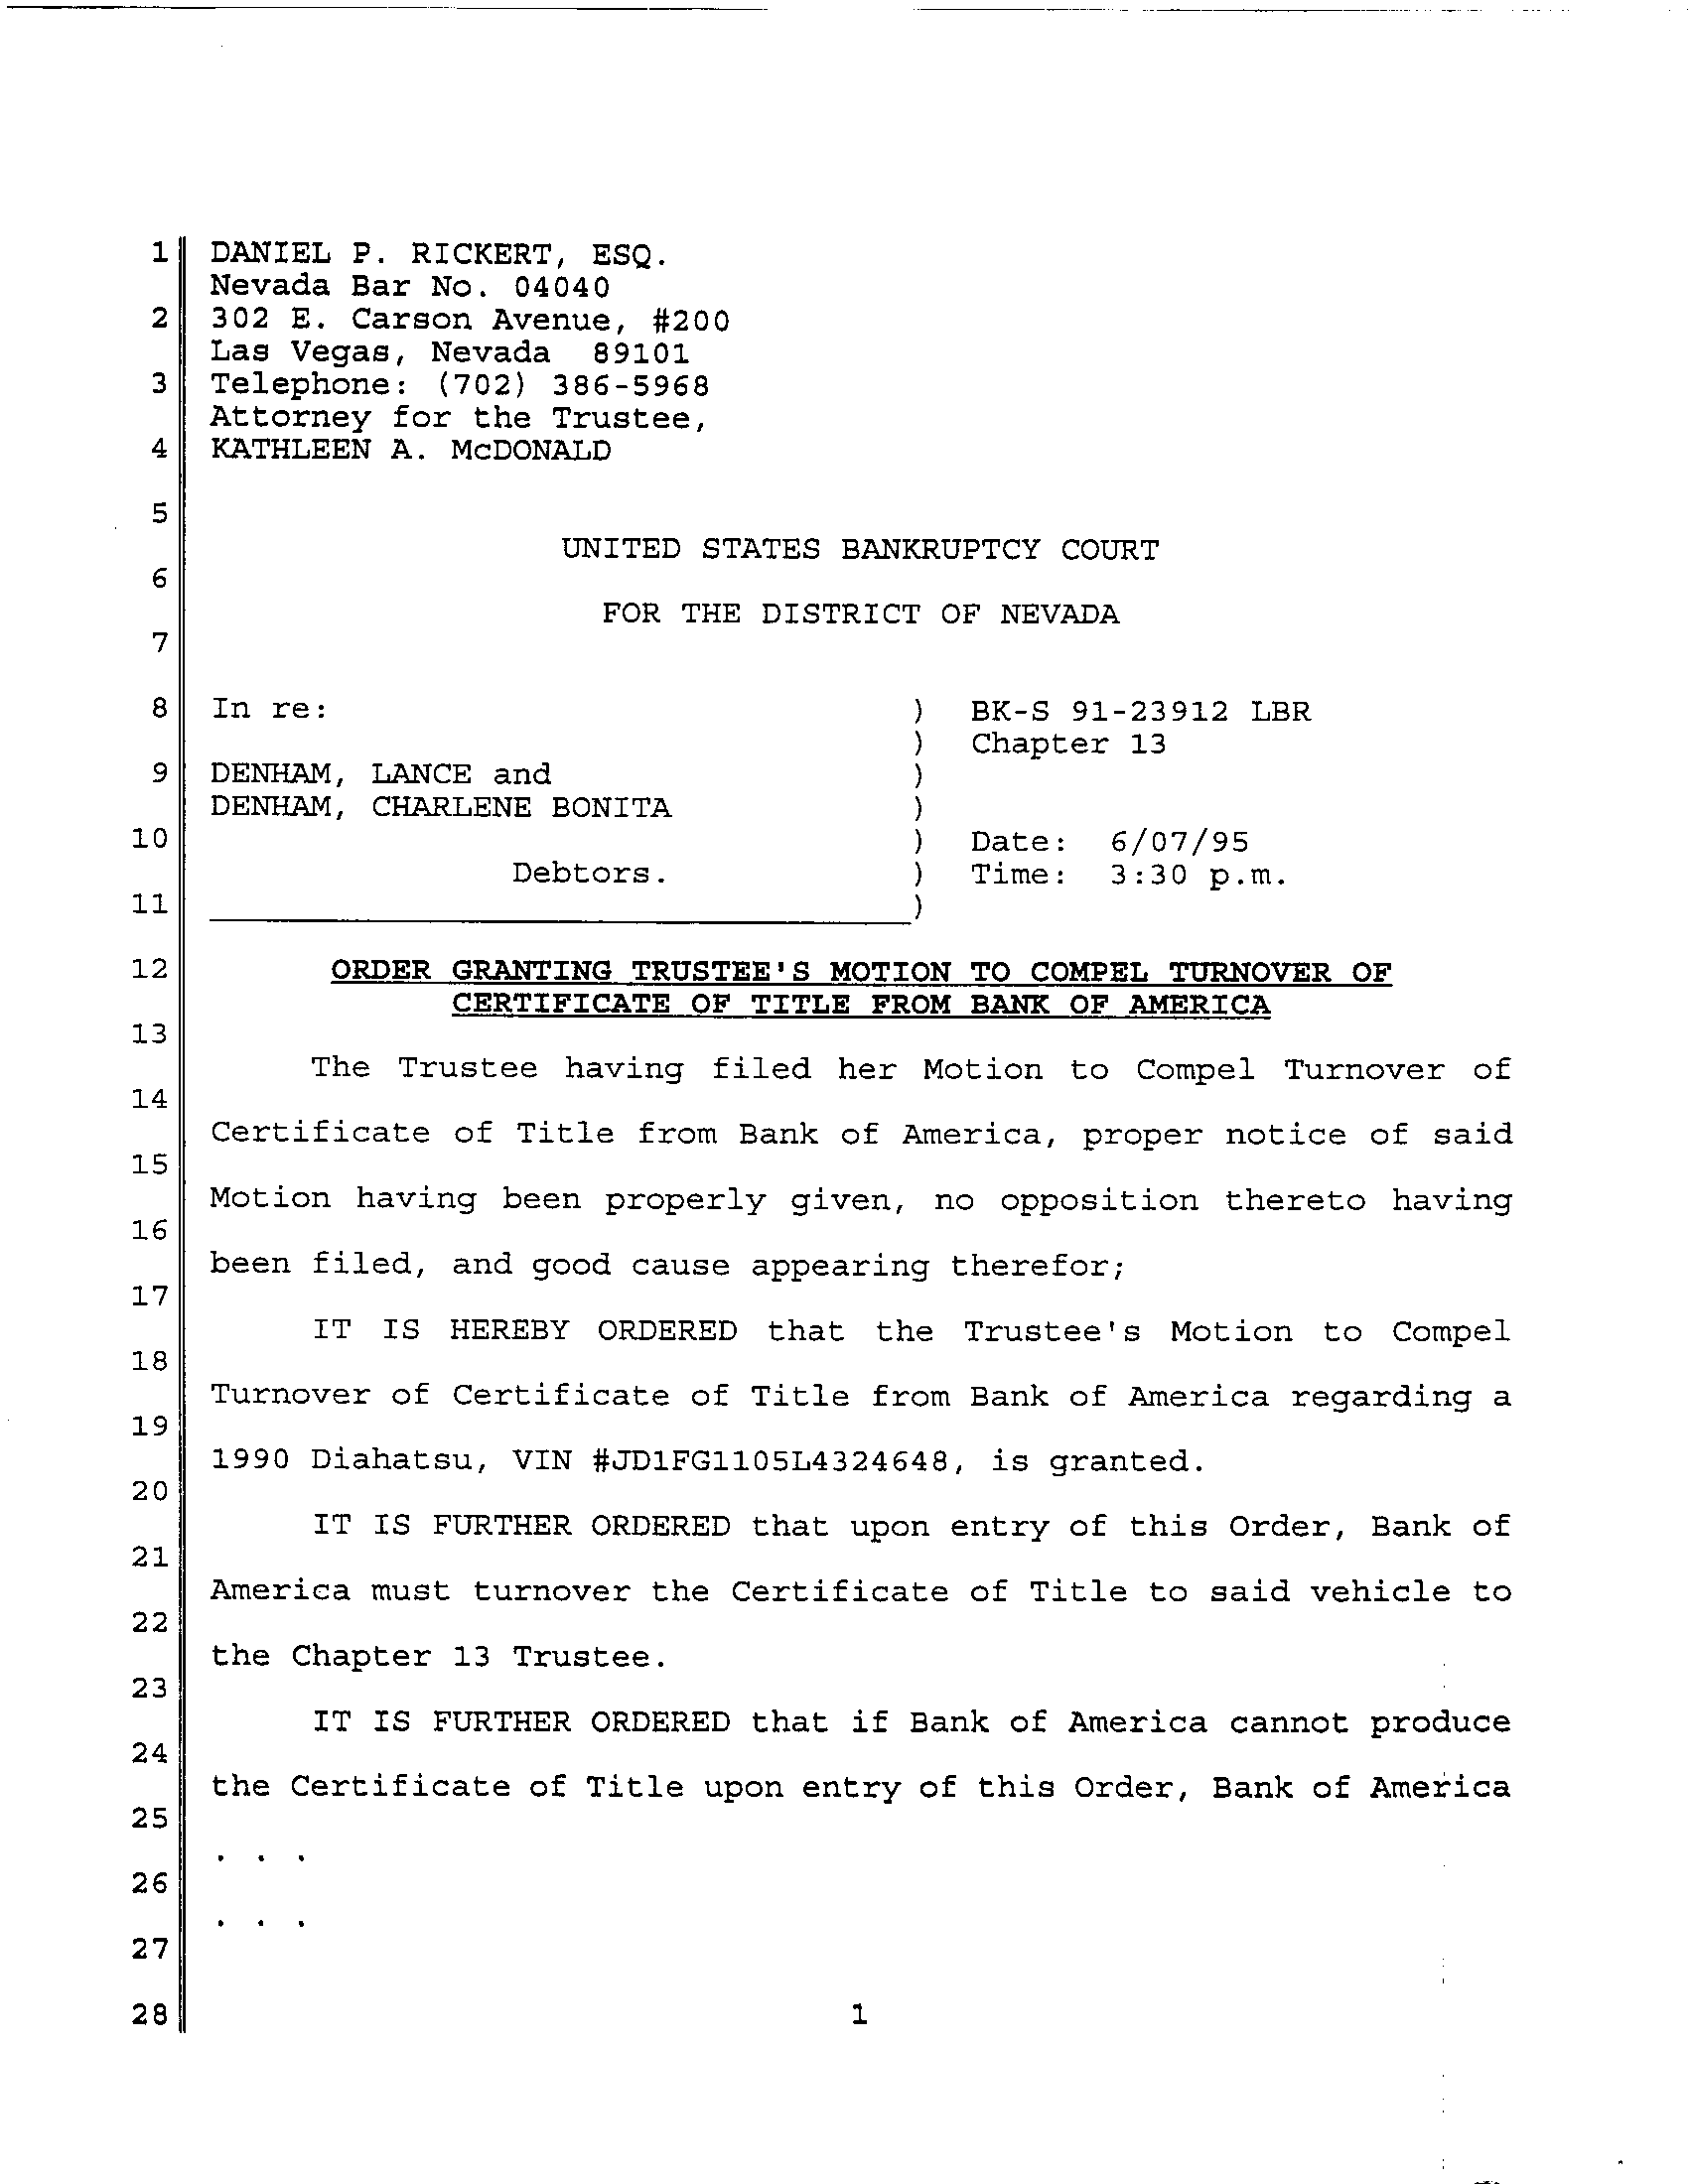 1 DANIEL P. RICKERT, ESQ.
Nevada Bar No. 04040
2 302 E. Carson Avenue, #200
Las Vegas, Nevada 89101
3 Telephone: (702) 386-5968
Attorney for the Trustee,
4 KATHLEEN A. McDONALD
5
UNITED STATES BANKRUPTCY COURT
6
FOR THE DISTRICT OF NEVADA
7
8 In re: ) BK-S 91-23912 LBR
) Chapter 13
9 DENHAM, LANCE and )
DENHAM, CHARLENE BONITA )
10 ) Date: 6/07/95
Debtors. ) Time: 3:30 p.m.
11 )
12 ORDER GRANTING TRUSTEE'S MOTION TO COMPEL TURNOVER OF
CERTIFICATE OF TITLE FROM BANK OF AMERICA
13
The Trustee having filed her Motion to Compel Turnover of
14
Certificate of Title from Bank of America, proper notice of said
15
Motion having been properly given, no opposition thereto having
16
been filed, and good cause appearing therefor;
17
IT IS HEREBY ORDERED that the Trustee's Motion to Compel
18
Turnover of Certificate of Title from Bank of America regarding a
19
1990 Diahatsu, VIN #JD1FG1105L4324648, is granted.
20
IT IS FURTHER ORDERED that upon entry of this Order, Bank of
21
America must turnover the Certificate of Title to said vehicle to
22
the Chapter 13 Trustee.
23
IT IS FURTHER ORDERED that if Bank of America cannot produce
24
the Certificate of Title upon entry of this Order, Bank of America
25
. . .
26
. . .
27
28 1